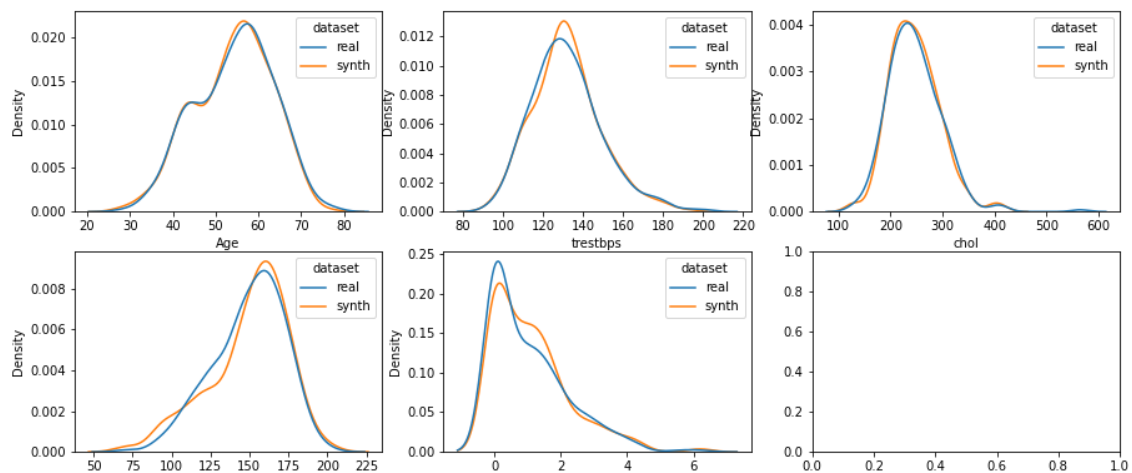 dataset
real
synth
Density
0.000
0.005
0.010
0.015
0.020
20 30 40 50 60 70 80
Age
dataset
real
synth
Density
0.000
0.002
0.004
0.006
0.008
0.010
0.012
80 100 120 140 160 180 200 220
trestbps
dataset
real
synth
Density
0.000
0.001
0.002
0.003
0.004
100 200 300 400 500 600
chol
dataset
real
synth
Density
0.000
0.002
0.004
0.006
0.008
50 75 100 125 150 175 200 225
dataset
real
synth
Density
0.00
0.05
0.10
0.15
0.20
0.25
0 2 4 6
0.0
0.2
0.4
0.6
0.8
1.0
0.0 0.2 0.4 0.6 0.8 1.0